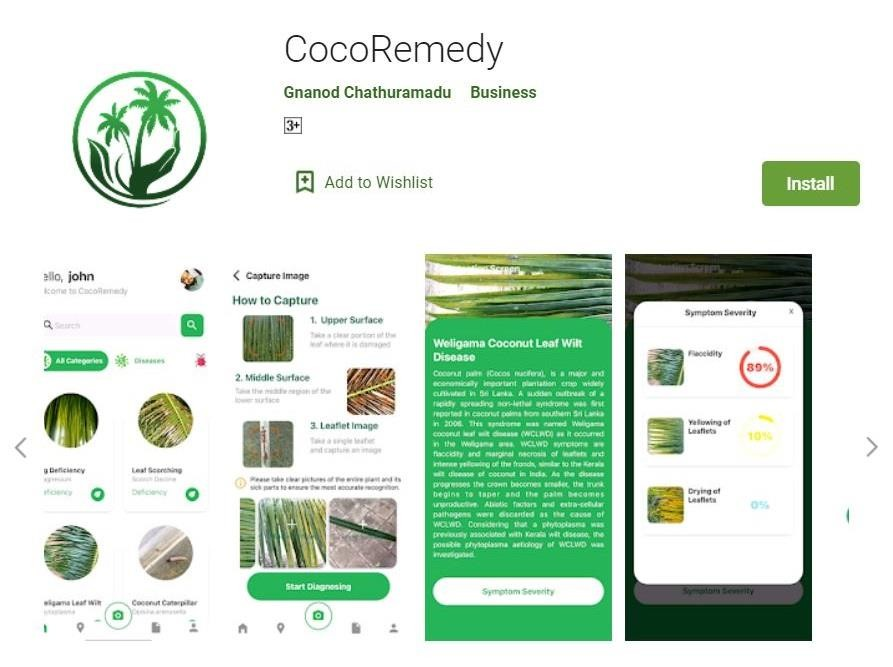 CocoRemedy
Gnanod Chathuramadu Business
3+
Add to Wishlist
Install
ello, john
lcome to CocoRemedy
Search
All Categories
Diseases
g Deficiency
agnesium
eficiency
Leaf Scorching
Scorch Decline
Deficiency
eligama Leaf Wilt
ytoplasma
Coconut Caterpillar
Capture Image
How to Capture
1. Upper Surface
Take a clear portion of the
leaf where it is damaged
2. Middle Surface
Take the middle region of the
lower surface
3. Leaflet Image
Take a single leaflet
and capture an image
Please take clear pictures of the entire plant and its
sick parts to ensure the most accurate recognition.
Start Diagnosing
Screen
Weligama Coconut Leaf Wilt
Disease
Coconut palm (Cocos nucifera), is a major and
economically important plantation crop widely
cultivated in Sri Lanka. A sudden outbreak of a
rapidly spreading non-lethal syndrome was first
reported in coconut palms from southern Sri Lanka
in 2006. This syndrome was named Weligama
coconut leaf wilt disease (WCLWD) as it occurred
in the Weligama area. WCLWD symptoms are
flaccidity and marginal necrosis of leaflets and
intense yellowing of the fronds, similar to the Kerala
wilt disease of coconut in India. As the disease
progresses the crown becomes smaller, the trunk
begins to taper and the palm becomes
unproductive. Abiotic factors and extra-cellular
pathogens were discarded as the cause of
WCLWD. Considering that a phytoplasma was
previously associated with Kerala wilt disease, the
possible phytoplasma aetiology of WCLWD was
investigated.
Symptom Severity
Screen
Symptom Severity
x
Flaccidity
89%
Yellowing of
Leaflets
10%
Drying of
Leaflets
0%
Symptom Severity